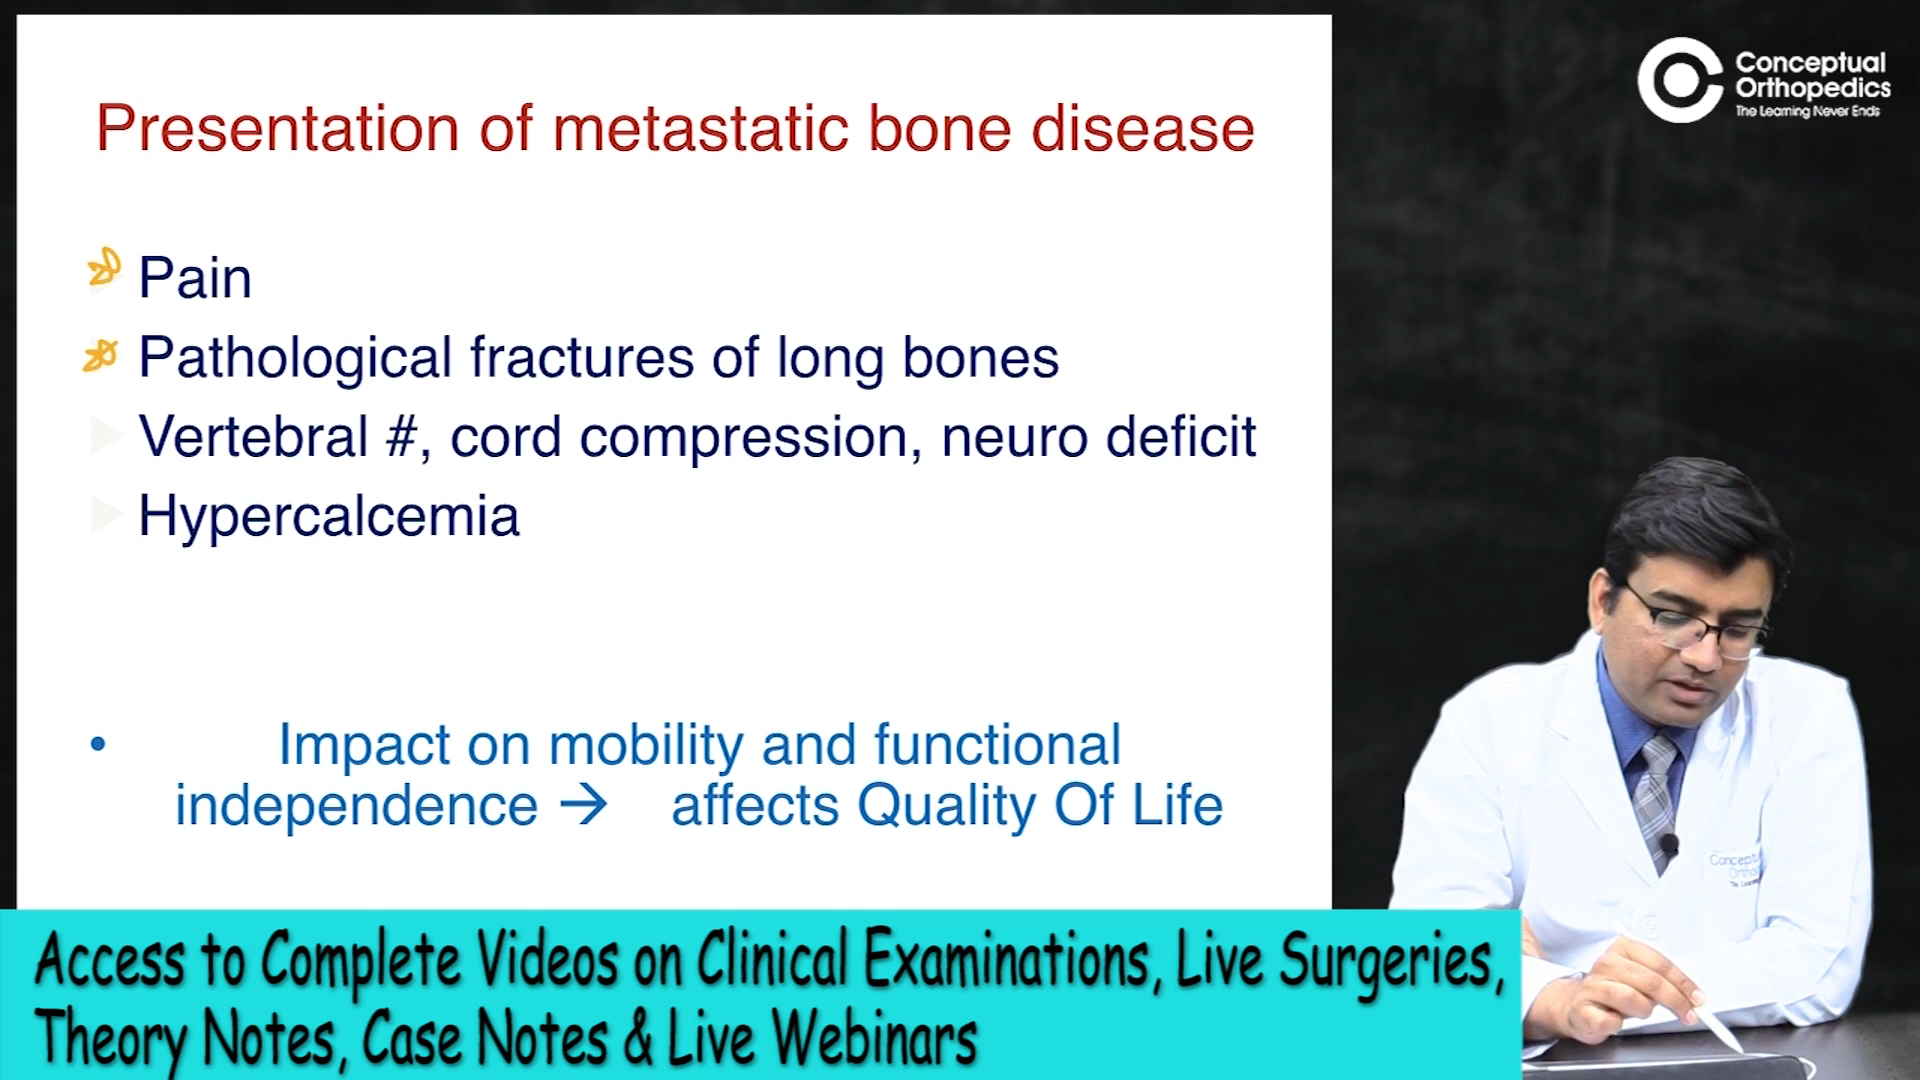 Presentation of metastatic bone disease
Pain
Pathological fractures of long bones
Vertebral #, cord compression, neuro deficit
Hypercalcemia
• Impact on mobility and functional
independence → affects Quality Of Life
Conceptual
Orthopedics
The Learning Never Ends
Access to Complete Videos on Clinical Examinations, Live Surgeries,
Theory Notes, Case Notes & Live Webinars